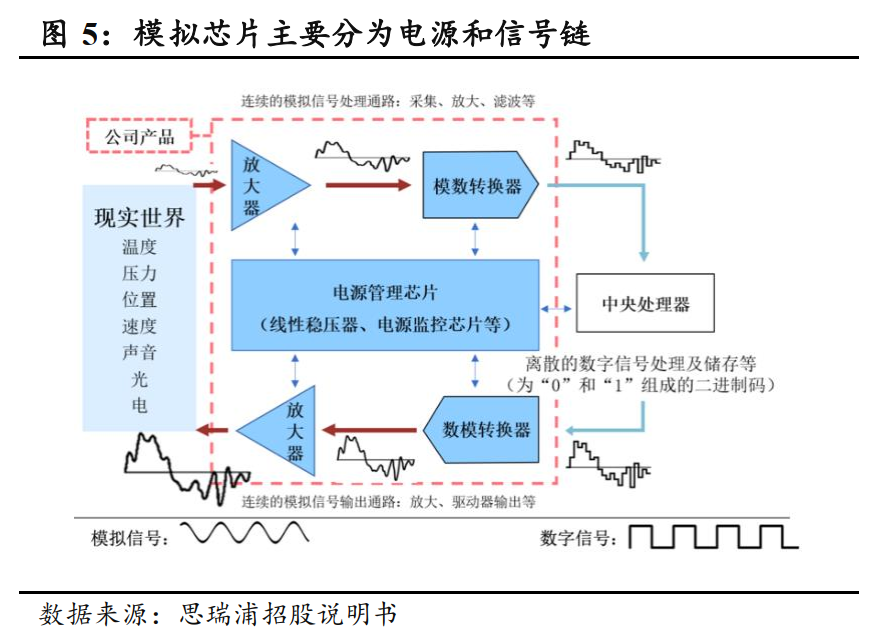 图 5：模拟芯片主要分为电源和信号链
连续的模拟信号处理通路：采集、放大、滤波等
公司产品
放
大
器
模数转换器
现实世界
温度
压力
位置
速度
声音
光
电
电源管理芯片
（线性稳压器、电源监控芯片等）
中央处理器
离散的数字信号处理及储存等
（为“0”和“1”组成的二进制码）
放
大
器
数模转换器
连续的模拟信号输出通路：放大、驱动器输出等
模拟信号：
数字信号：
数据来源：思瑞浦招股说明书